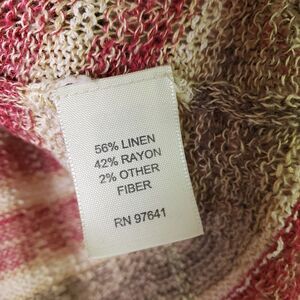 56% LINEN
42% RAYON
2% OTHER
FIBER
RN 97641